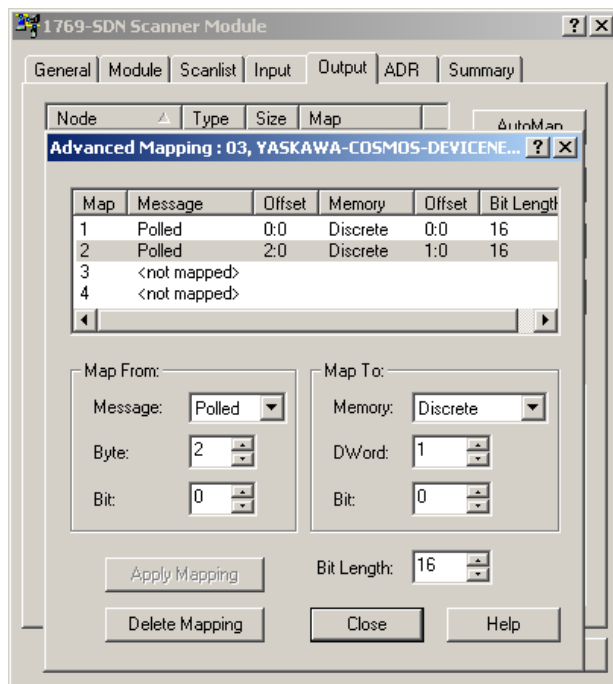 1769-SDN Scanner Module
General Module Scanlist Input Output ADR Summary
Node Type Size Map
AutoMap
Advanced Mapping : 03, YASKAWA-COSMOS-DEVICENE...
Map Message Offset Memory Offset Bit Length
1 Polled 0:0 Discrete 0:0 16
2 Polled 2:0 Discrete 1:0 16
3 <not mapped>
4 <not mapped>
Map From: Map To:
Message: Polled Memory: Discrete
Byte: 2 DWord: 1
Bit: 0 Bit: 0
Apply Mapping Bit Length: 16
Delete Mapping Close Help